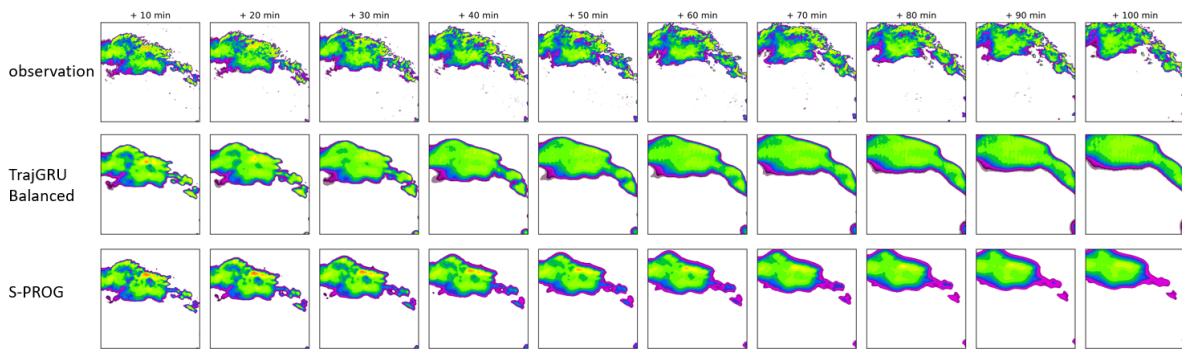 + 10 min + 20 min + 30 min + 40 min + 50 min + 60 min + 70 min + 80 min + 90 min + 100 min
observation
TrajGRU
Balanced
S-PROG